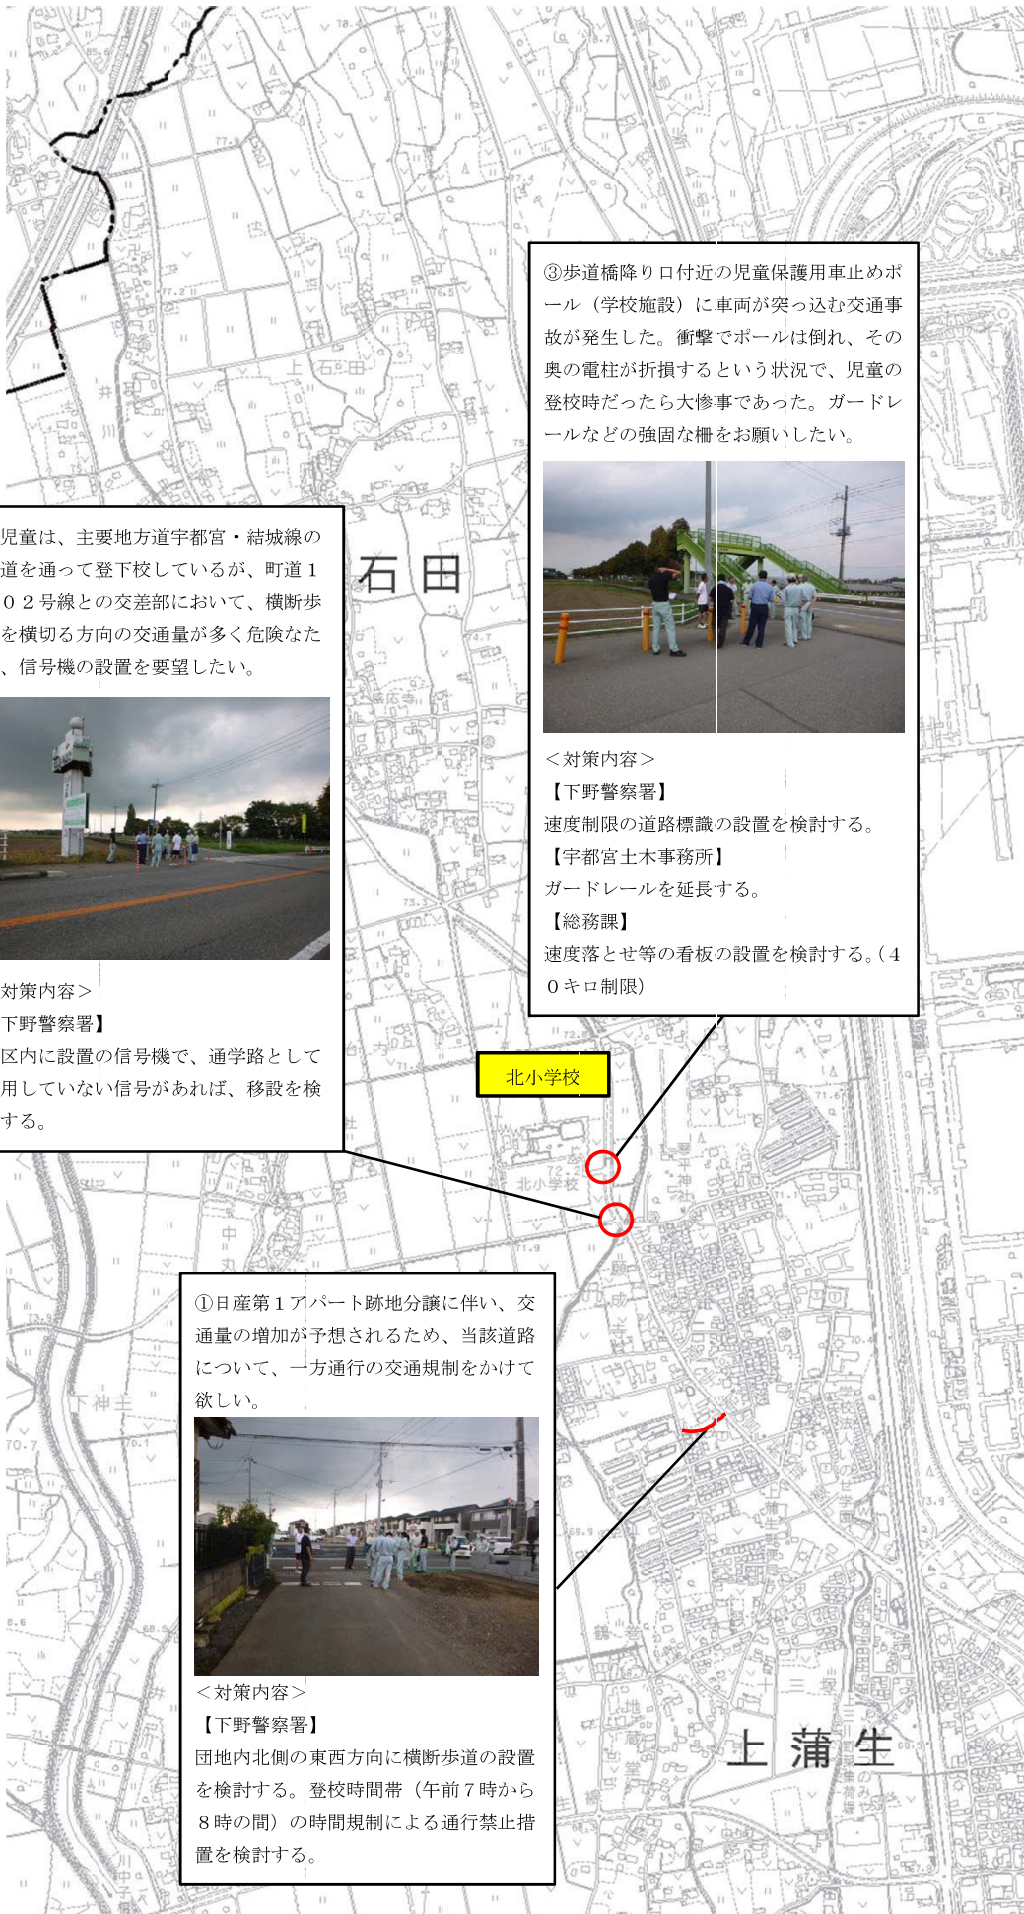 ③歩道橋降り口付近の児童保護用車止めポ
ール（学校施設）に車両が突っ込む交通事
故が発生した。衝撃でポールは倒れ、その
奥の電柱が折損するという状況で、児童の
登校時だったら大惨事であった。ガードレ
ールなどの強固な柵をお願いしたい。
＜対策内容＞
【下野警察署】
速度制限の道路標識の設置を検討する。
【宇都宮土木事務所】
ガードレールを延長する。
【総務課】
速度落とせ等の看板の設置を検討する。（４
０キロ制限）
児童は、主要地方道宇都宮・結城線の
道を通って登下校しているが、町道１
０２号線との交差部において、横断歩
を横切る方向の交通量が多く危険なた
、信号機の設置を要望したい。
対策内容＞
下野警察署】
区内に設置の信号機で、通学路として
用していない信号があれば、移設を検
する。
北小学校
①日産第１アパート跡地分譲に伴い、交
通量の増加が予想されるため、当該道路
について、一方通行の交通規制をかけて
欲しい。
＜対策内容＞
【下野警察署】
団地内北側の東西方向に横断歩道の設置
を検討する。登校時間帯（午前７時から
８時の間）の時間規制による通行禁止措
置を検討する。
上石田
石田
北小学校
72.2
71.9
71.6
下神主
70.7
70.1
73.9
73.3
77.2
中丸
上蒲生